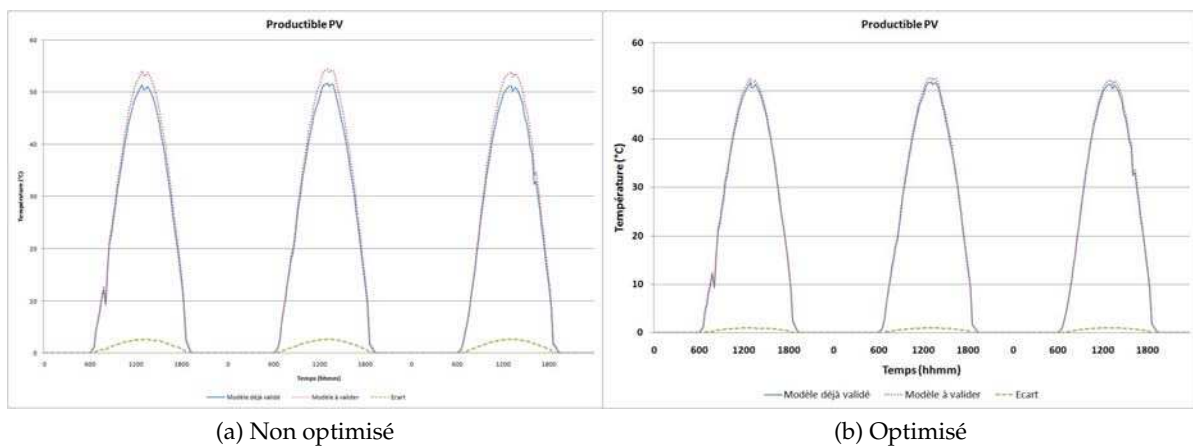 Productible PV
60
50
40
30
20
10
0
Température (°C)
0 600 1200 1800 0 600 1200 1800 0 600 1200 1800
Temps (hhmm)
Modèle déjà validé Modèle à valider Ecart
(a) Non optimisé
Productible PV
60
50
40
30
20
10
0
Température (°C)
0 600 1200 1800 0 600 1200 1800 0 600 1200 1800
Temps (hhmm)
Modèle déjà validé Modèle à valider Ecart
(b) Optimisé